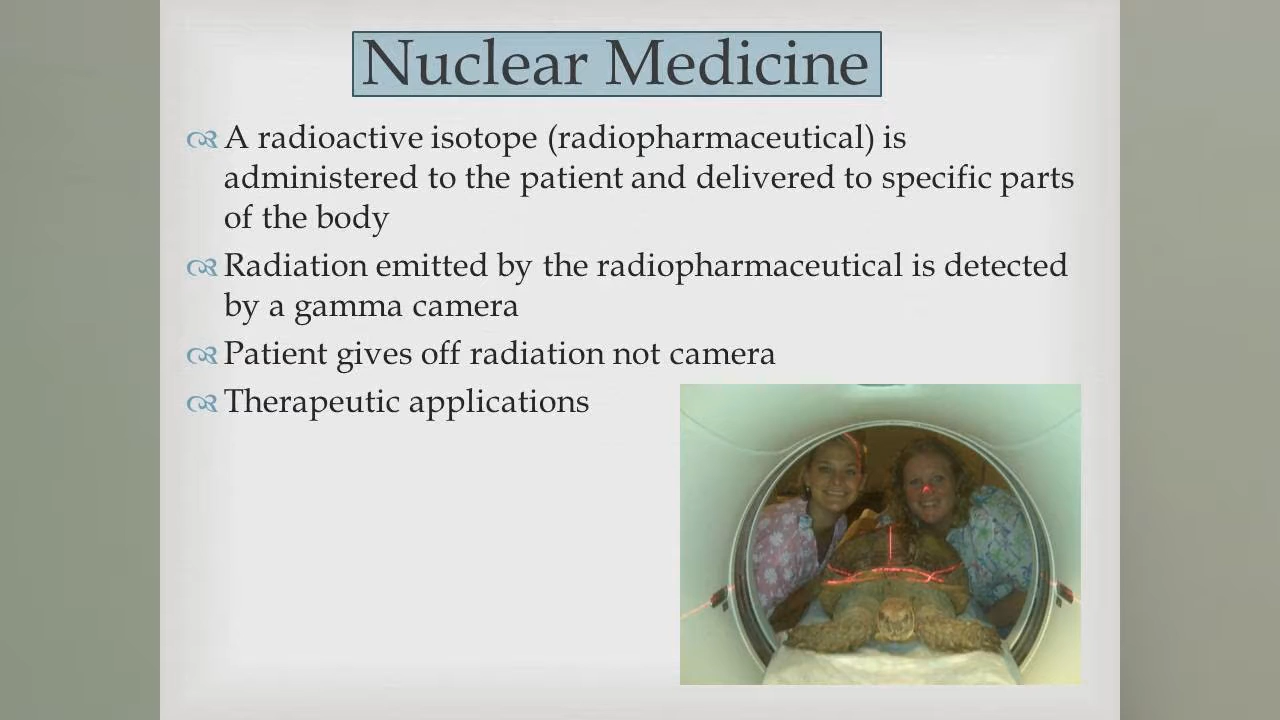 Nuclear Medicine
A radioactive isotope (radiopharmaceutical) is
administered to the patient and delivered to specific parts
of the body
Radiation emitted by the radiopharmaceutical is detected
by a gamma camera
Patient gives off radiation not camera
Therapeutic applications